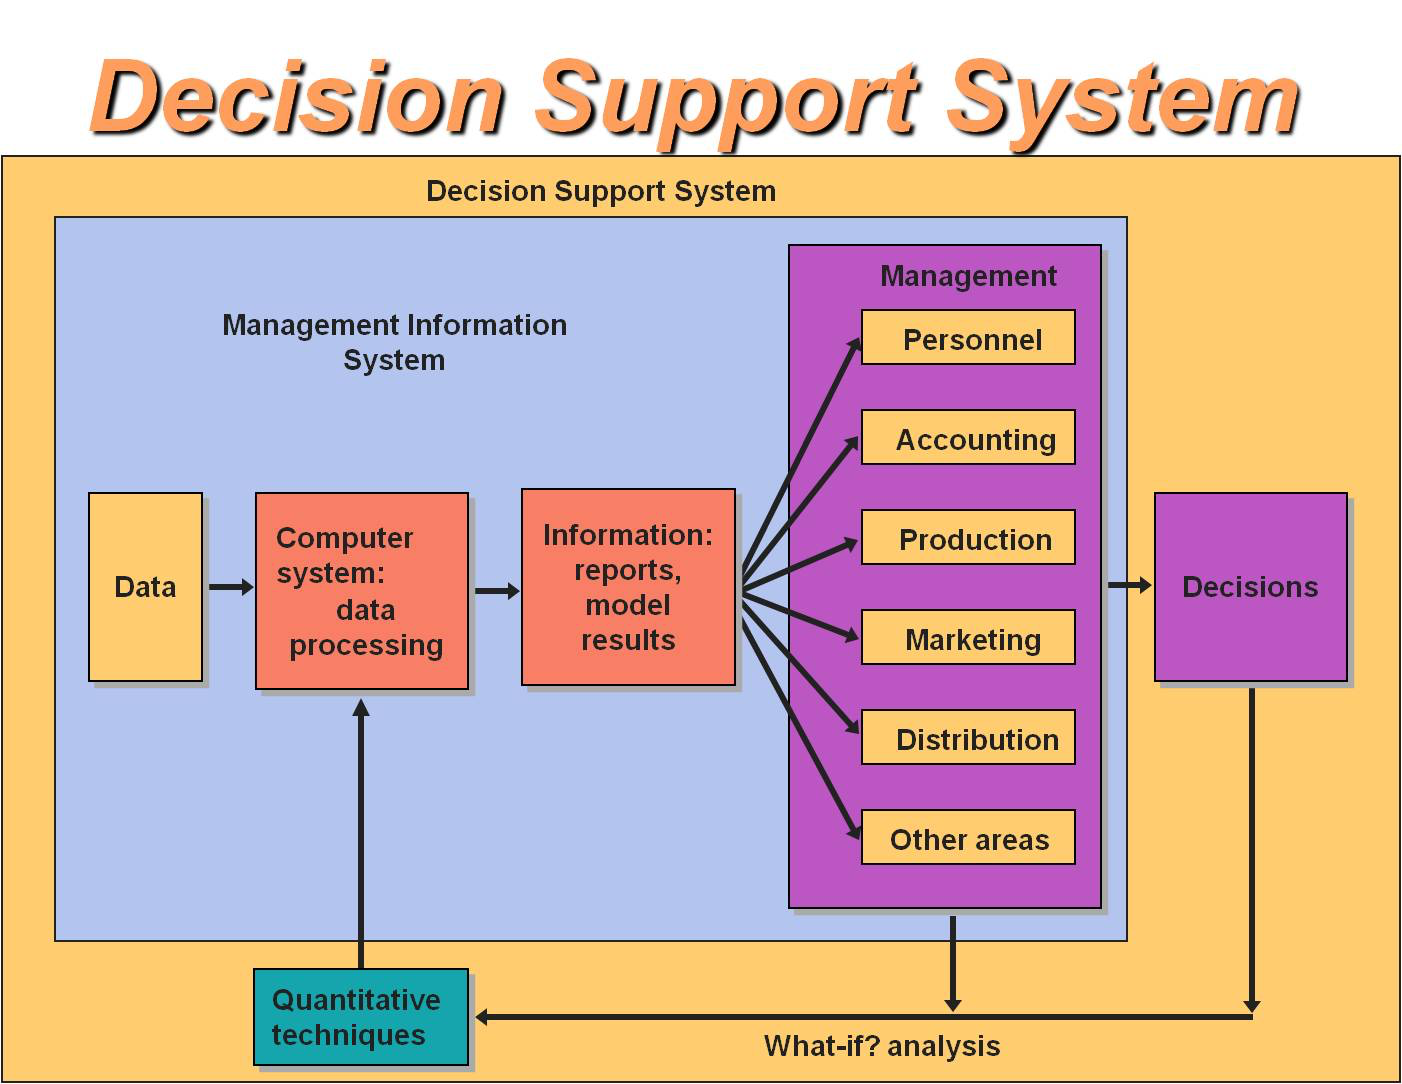 Decision Support System
Decision Support System
Management Information
System
Management
Personnel
Accounting
Production
Marketing
Distribution
Other areas
Data
Computer
system:
data
processing
Information:
reports,
model
results
Decisions
Quantitative
techniques
What-if? analysis